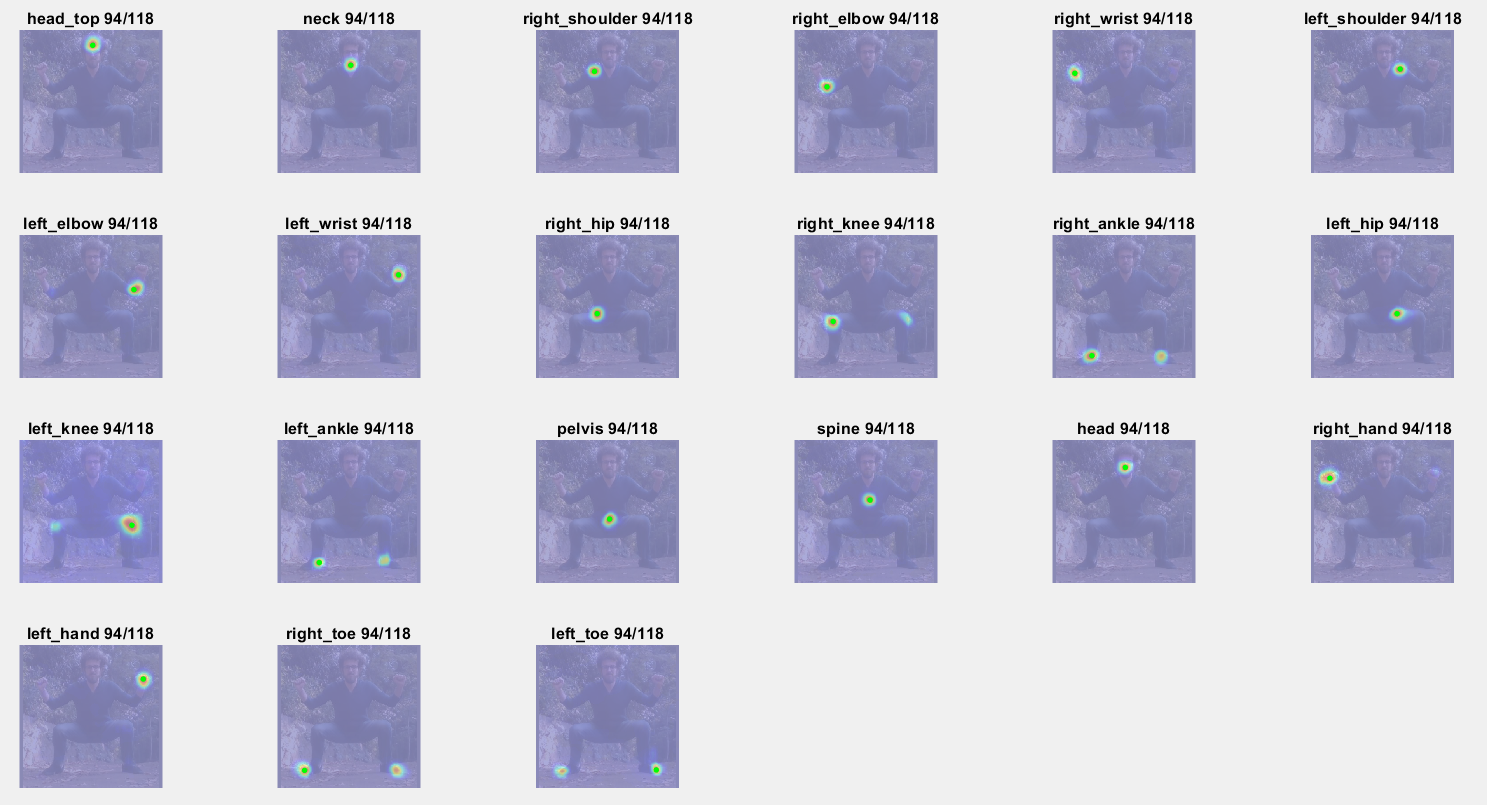 head_top 94/118
neck 94/118
right_shoulder 94/118
right_elbow 94/118
right_wrist 94/118
left_shoulder 94/118
left_elbow 94/118
left_wrist 94/118
right_hip 94/118
right_knee 94/118
right_ankle 94/118
left_hip 94/118
left_knee 94/118
left_ankle 94/118
pelvis 94/118
spine 94/118
head 94/118
right_hand 94/118
left_hand 94/118
right_toe 94/118
left_toe 94/118